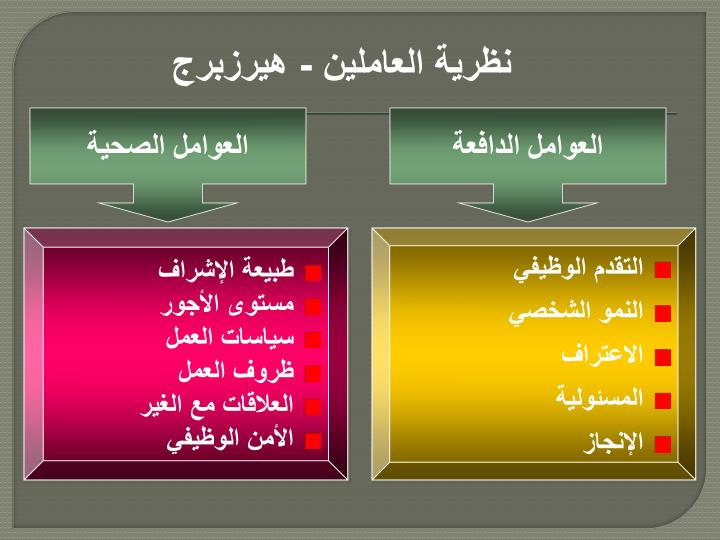 نظرية العاملين - هيرزبرج
العوامل الدافعة
التقدم الوظيفي
النمو الشخصي
الاعتراف
المسئولية
الإنجاز
العوامل الصحية
طبيعة الإشراف
مستوى الأجور
سياسات العمل
ظروف العمل
العلاقات مع الغير
الأمن الوظيفي